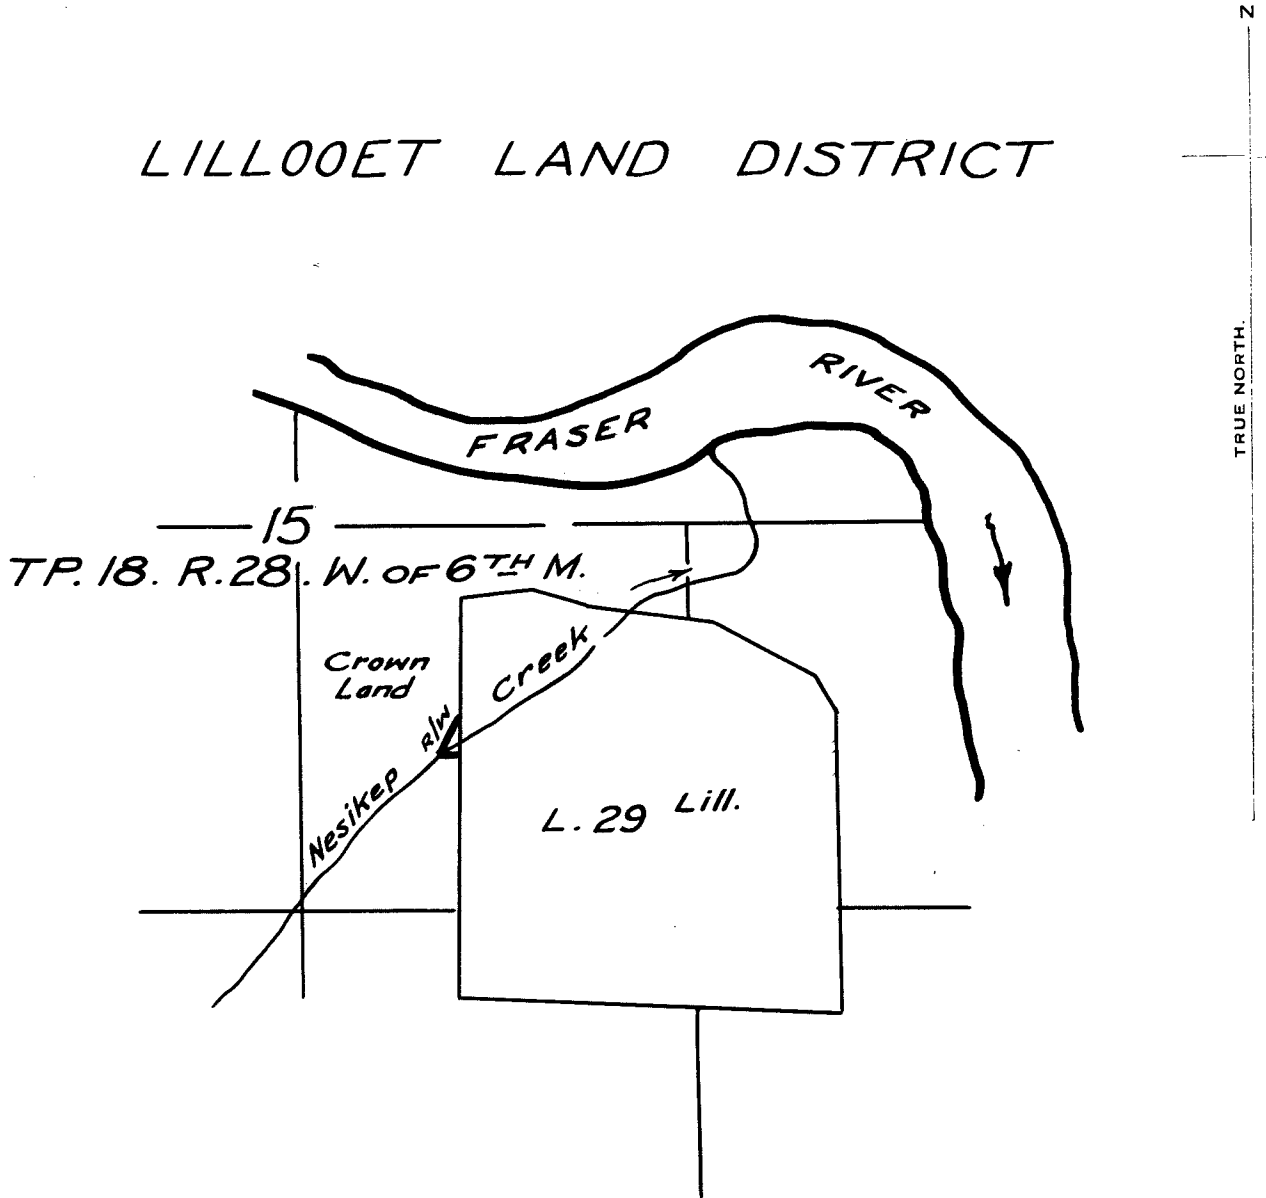 N
LILLOOET LAND DISTRICT
TRUE NORTH.
RIVER
FRASER
15
TP. 18. R. 28. W. OF 6TH M.
Crown
Land
Creek
R/W
Nesikep
L. 29 Lill.